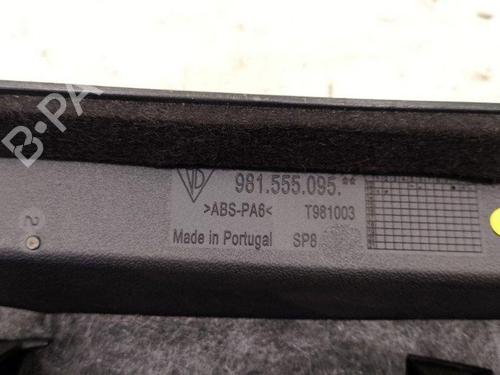 B-PA
981.555.095.**
>ABS-PA6< T981003
Made in Portugal SP8
2